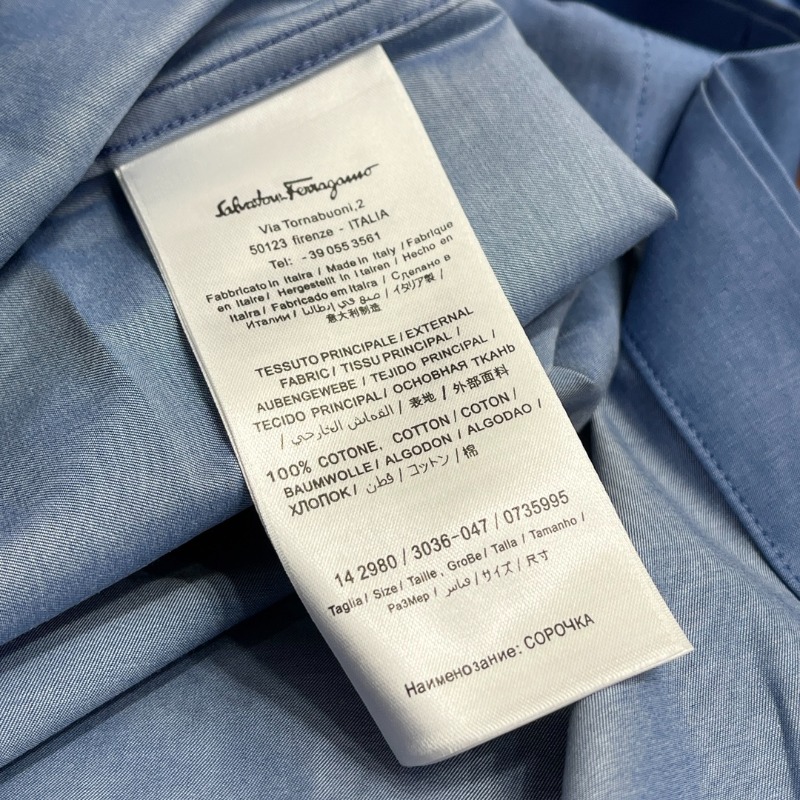 Salvatore Ferragamo
Via Tornabuoni,2
50123 firenze - ITALIA
Tel: -39 055 3561
Fabbricato in Itaira / Made in Italy / Fabrique
en Itaire / Hergestellt in I tairen / Hecho en
Itaira / Fabricado em Itaira / Сделано в
Италии / صنع في إيطاليا / イタリア製 /
意大利制造
TESSUTO PRINCIPALE / EXTERNAL
FABRIC / TISSU PRINCIPAL /
AUBENGEWEBE / TEJIDO PRINCIPAL /
TECIDO PRINCIPAL / ОСНОВНАЯ ТКАНЬ
/ القماش الخارجي / 表地 / 外部面料
100% COTONE, COTTON / COTON /
BAUMWOLLE / ALGODON / ALGODAO /
ХЛОПОК / قطن / コットン / 棉
14 2980 / 3036-047 / 0735995
Taglia / Size / Taille, GroBe / Talla / Tamanho /
РаЗМер / مقاس / サイズ / 尺寸
Наименозание: СОРОЧКА